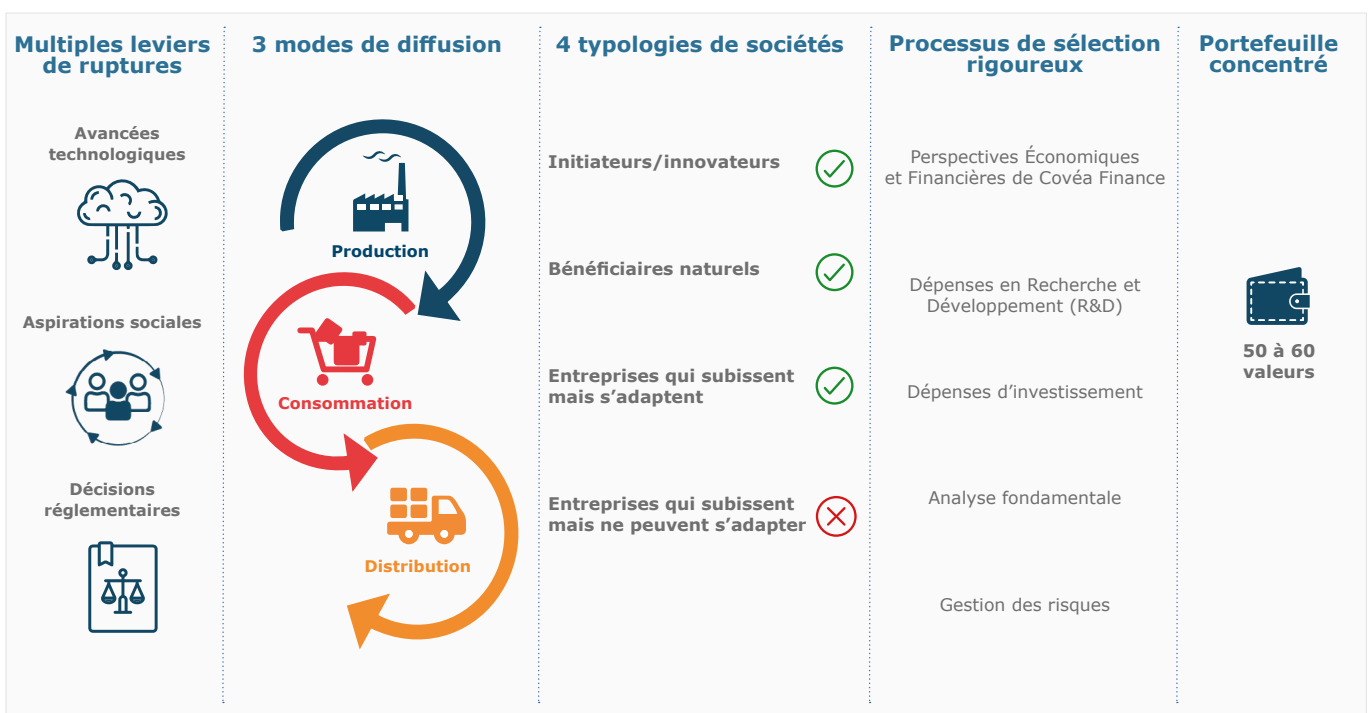 Multiples leviers
de ruptures
Avancées
technologiques
Aspirations sociales
Décisions
réglementaires
3 modes de diffusion
Production
Consommation
Distribution
4 typologies de sociétés
Initiateurs/innovateurs
Bénéficiaires naturels
Entreprises qui subissent
mais s’adaptent
Entreprises qui subissent
mais ne peuvent s’adapter
Processus de sélection
rigoureux
Perspectives Économiques
et Financières de Covéa Finance
Dépenses en Recherche et
Développement (R&D)
Dépenses d’investissement
Analyse fondamentale
Gestion des risques
Portefeuille
concentré
50 à 60
valeurs